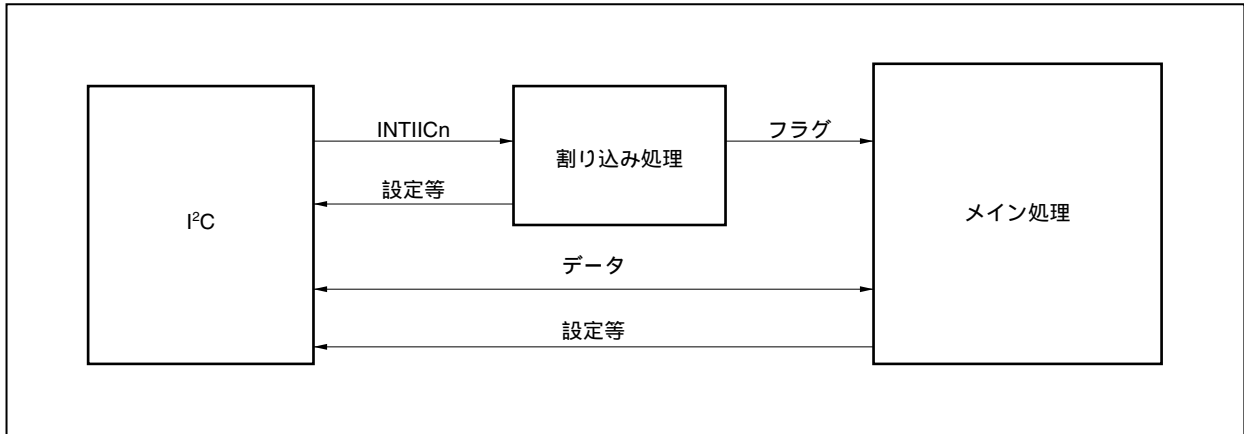 INTIICn
フラグ
割り込み処理
設定等
I²C
メイン処理
データ
設定等